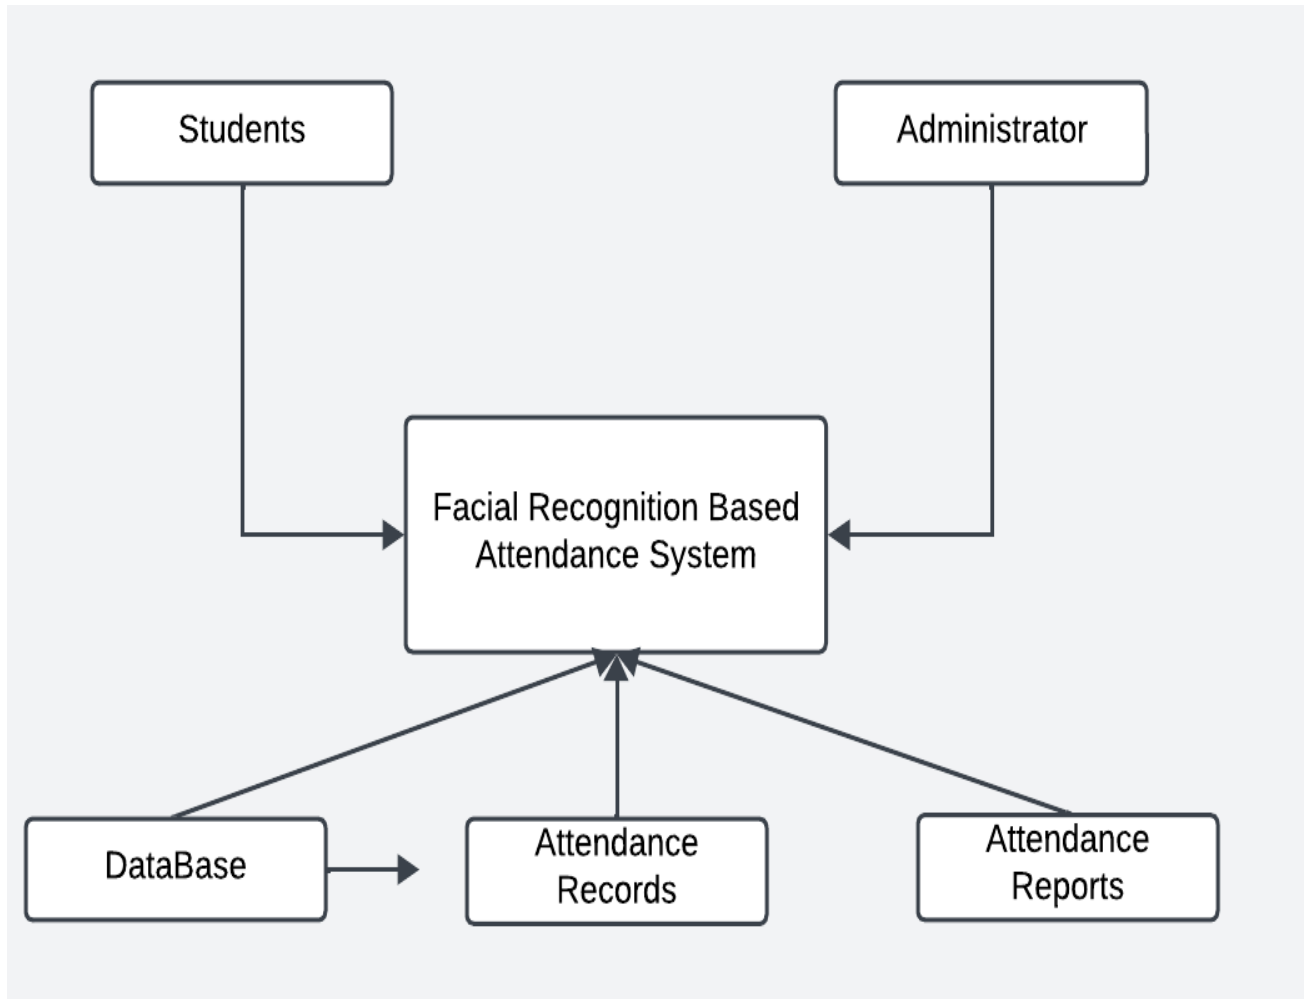 Students
Administrator
Facial Recognition Based
Attendance System
DataBase
Attendance
Records
Attendance
Reports